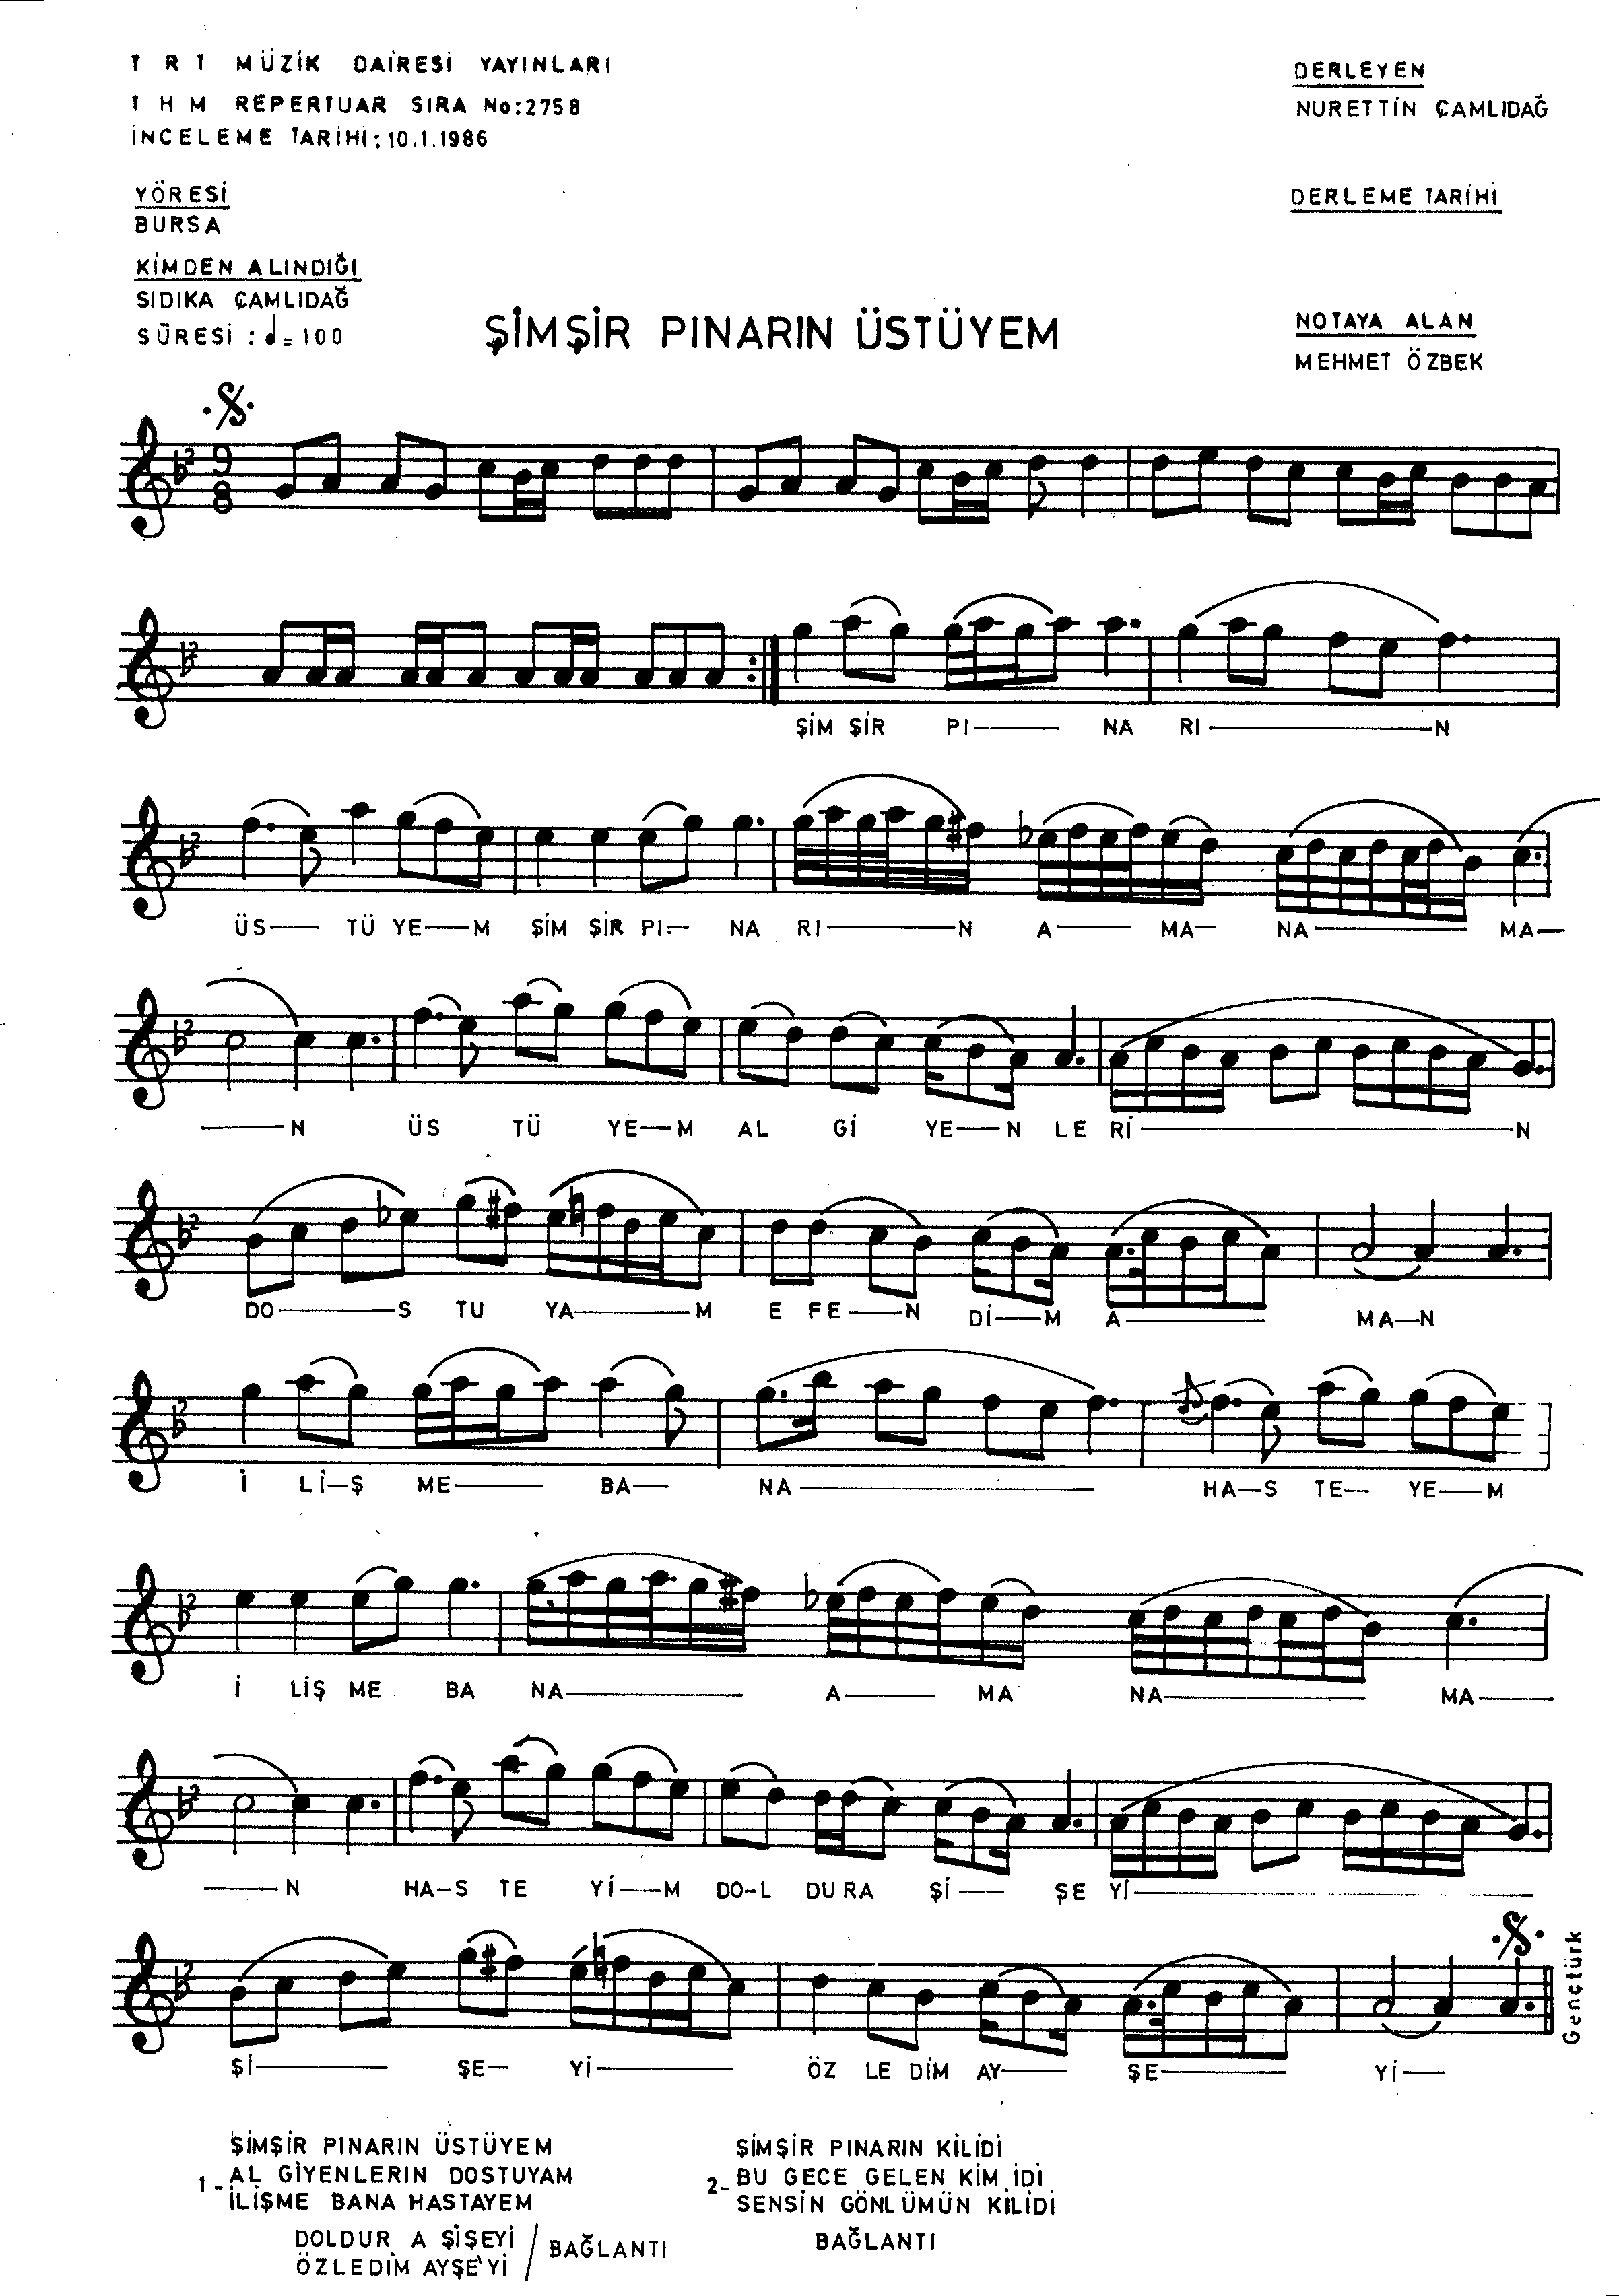 T R T MÜZİK DAİRESİ YAYINLARI
T H M REPERTUAR SIRA No:2758
İNCELEME TARİHİ:10.1.1986
DERLEYEN
NURETTİN ÇAMLIDAĞ
YÖRESİ
BURSA
DERLEME TARİHİ
KİMDEN ALINDIĞI
SIDIKA ÇAMLIDAĞ
SÜRESİ : ♩=100
ŞİMŞİR PINARIN ÜSTÜYEM
NOTAYA ALAN
MEHMET ÖZBEK
9
8
ŞİM ŞİR PI—— NA RI————N
ÜS—— TÜ YE—M ŞİM ŞİR PI— NA RI———N A—— MA— NA——— MA—
——N ÜS TÜ YE—M AL Gİ YE—N LE Rİ————N
DO———S TU YA———M E FE—N Dİ—M A——— MA—N
İ Lİ—Ş ME—— BA— NA———— HA—S TE— YE—M
İ LİŞ ME BA NA——— A—— MA NA——— MA——
——N HA—S TE Yİ—M DO—L DU RA Şİ— ŞE Yİ————
Şİ——— ŞE— Yİ——— ÖZ LE DİM AY—— ŞE—— Yİ—
Gençtürk
1- ŞİMŞİR PINARIN ÜSTÜYEM
AL GİYENLERİN DOSTUYAM
İLİŞME BANA HASTAYEM
DOLDUR A ŞİŞEYİ
ÖZLEDİM AYŞE'Yİ
/ BAĞLANTI
2- ŞİMŞİR PINARIN KİLİDİ
BU GECE GELEN KİM İDİ
SENSİN GÖNLÜMÜN KİLİDİ
BAĞLANTI